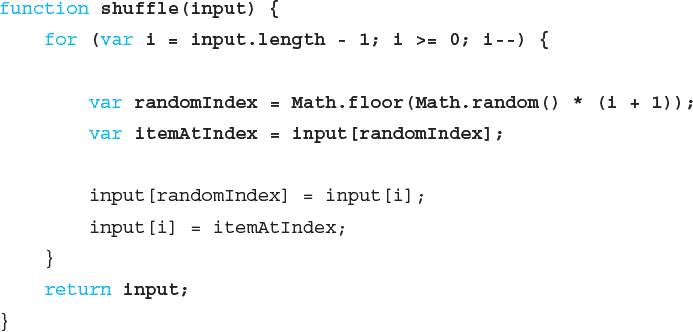 function shuffle(input) {
    for (var i = input.length - 1; i >= 0; i--) {

        var randomIndex = Math.floor(Math.random() * (i + 1));
        var itemAtIndex = input[randomIndex];

        input[randomIndex] = input[i];
        input[i] = itemAtIndex;
    }
    return input;
}